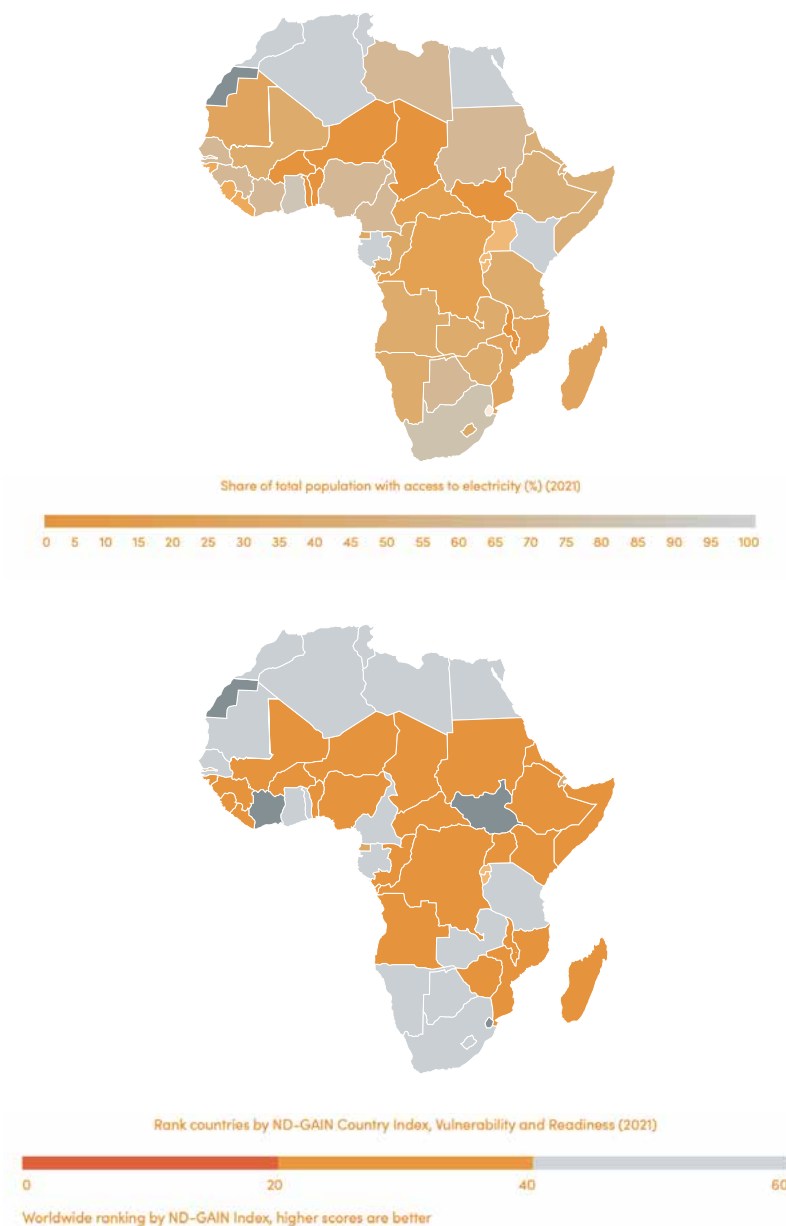 Share of total population with access to electricity (%) (2021)
0 5 10 15 20 25 30 35 40 45 50 55 60 65 70 75 80 85 90 95 100
Rank countries by ND-GAIN Country Index, Vulnerability and Readiness (2021)
0 20 40 60
Worldwide ranking by ND-GAIN Index, higher scores are better